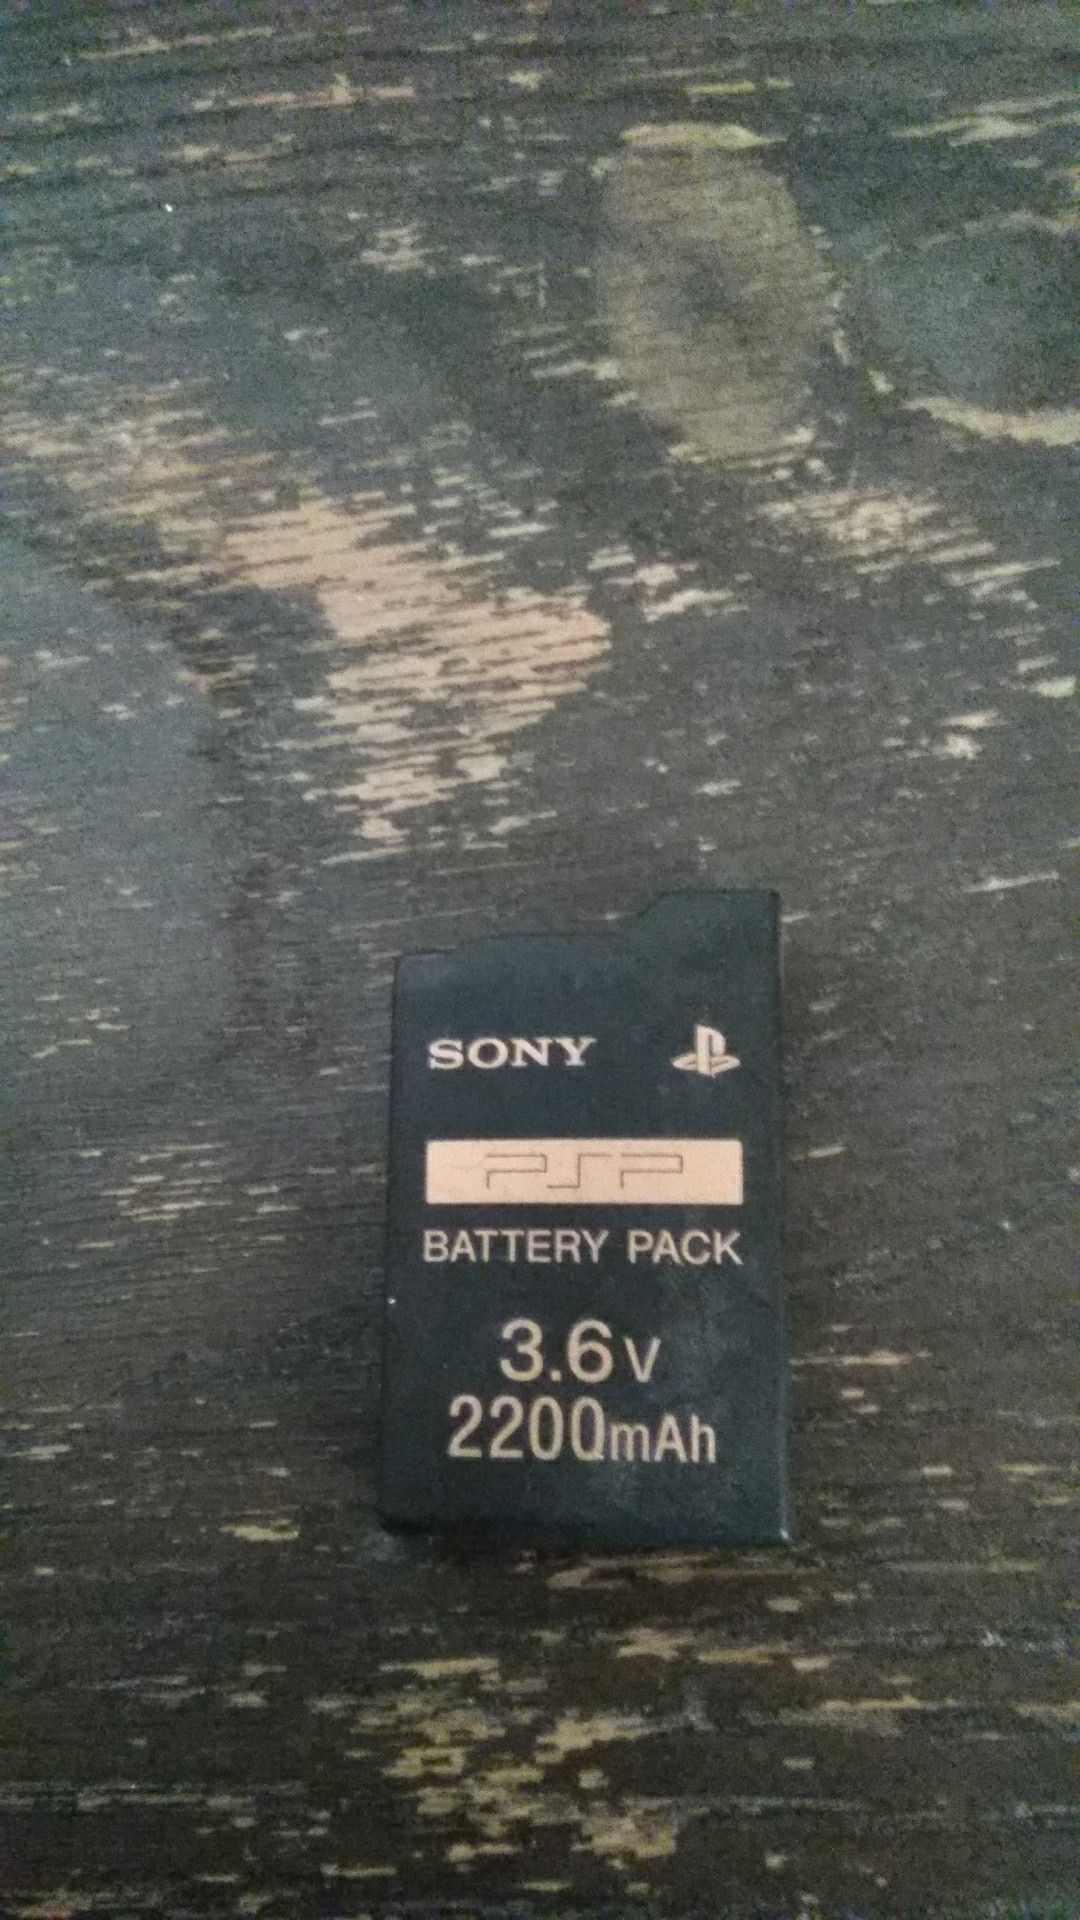 SONY
PSP
BATTERY PACK
3.6V
2200mAh